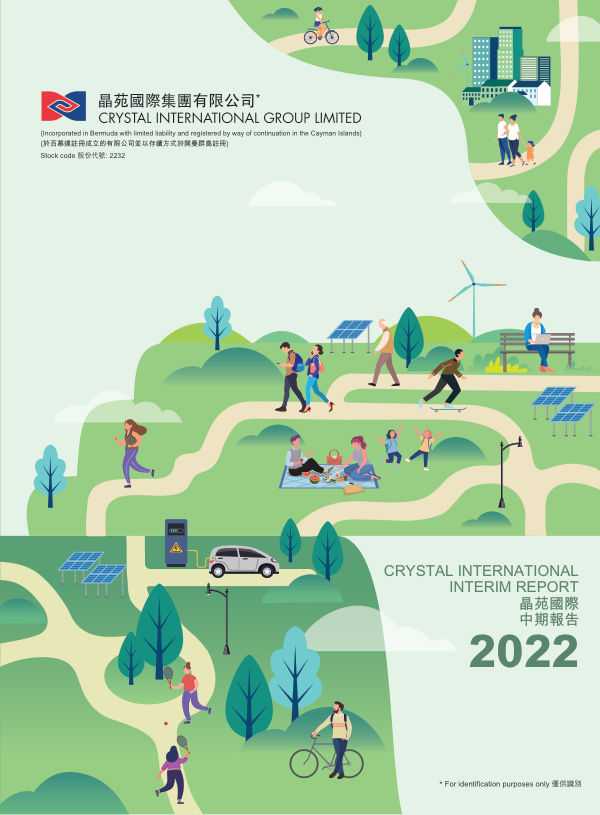 晶苑國際集團有限公司*
CRYSTAL INTERNATIONAL GROUP LIMITED
(Incorporated in Bermuda with limited liability and registered by way of continuation in the Cayman Islands)
(於百慕達註冊成立的有限公司並以存續方式於開曼群島註冊)
Stock code 股份代號: 2232
CRYSTAL INTERNATIONAL
INTERIM REPORT
晶苑國際
中期報告
2022
* For identification purposes only 僅供識別